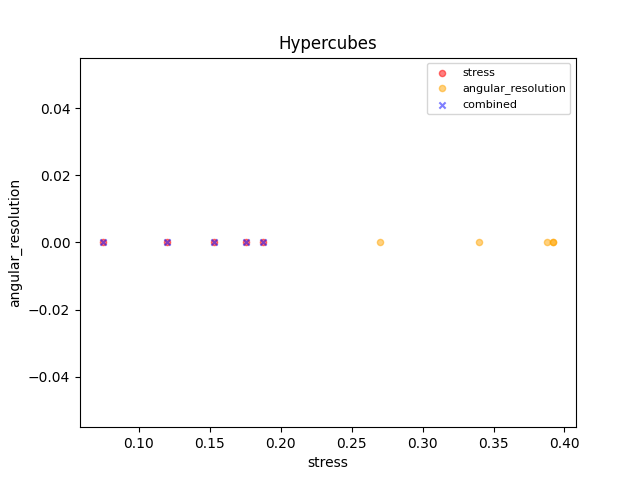 Hypercubes
stress
angular_resolution
combined
angular_resolution
0.04
0.02
0.00
−0.02
−0.04
0.10
0.15
0.20
0.25
0.30
0.35
0.40
stress